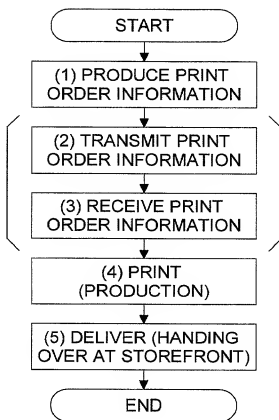 START
(1) PRODUCE PRINT
ORDER INFORMATION
(2) TRANSMIT PRINT
ORDER INFORMATION
(3) RECEIVE PRINT
ORDER INFORMATION
(4) PRINT
(PRODUCTION)
(5) DELIVER (HANDING
OVER AT STOREFRONT)
END